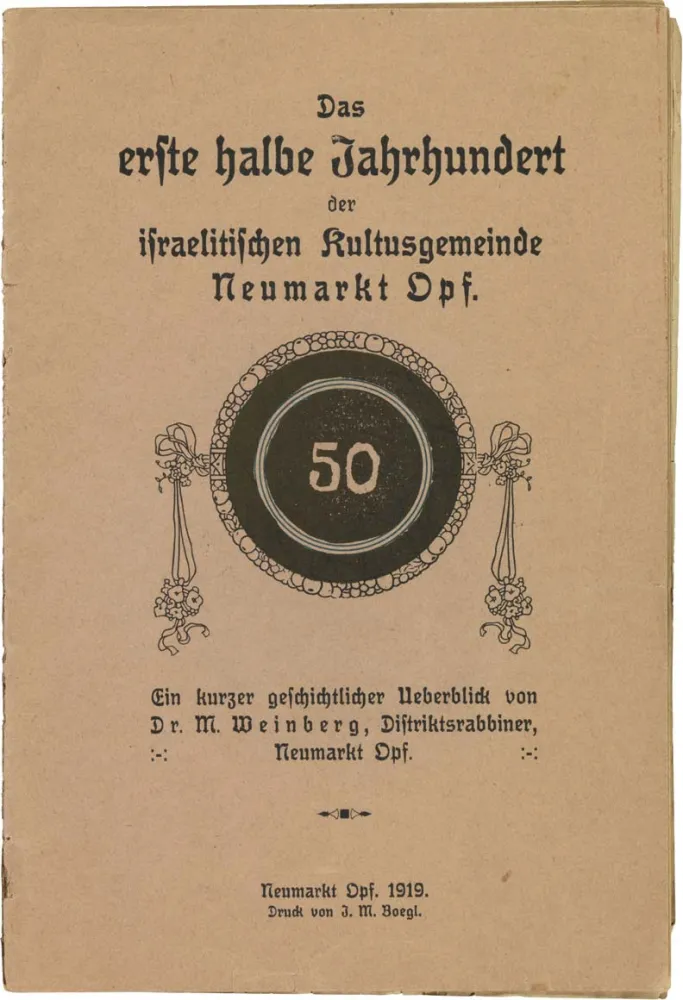 Das
erſte halbe Jahrhundert
der
iſraelitiſchen Kultusgemeinde
Neumarkt Opf.
50
Ein kurzer geſchichtlicher Ueberblick von
Dr. M. Weinberg, Diſtriktsrabbiner,
:-: Neumarkt Opf. :-:
Neumarkt Opf. 1919.
Druck von J. M. Boegl.